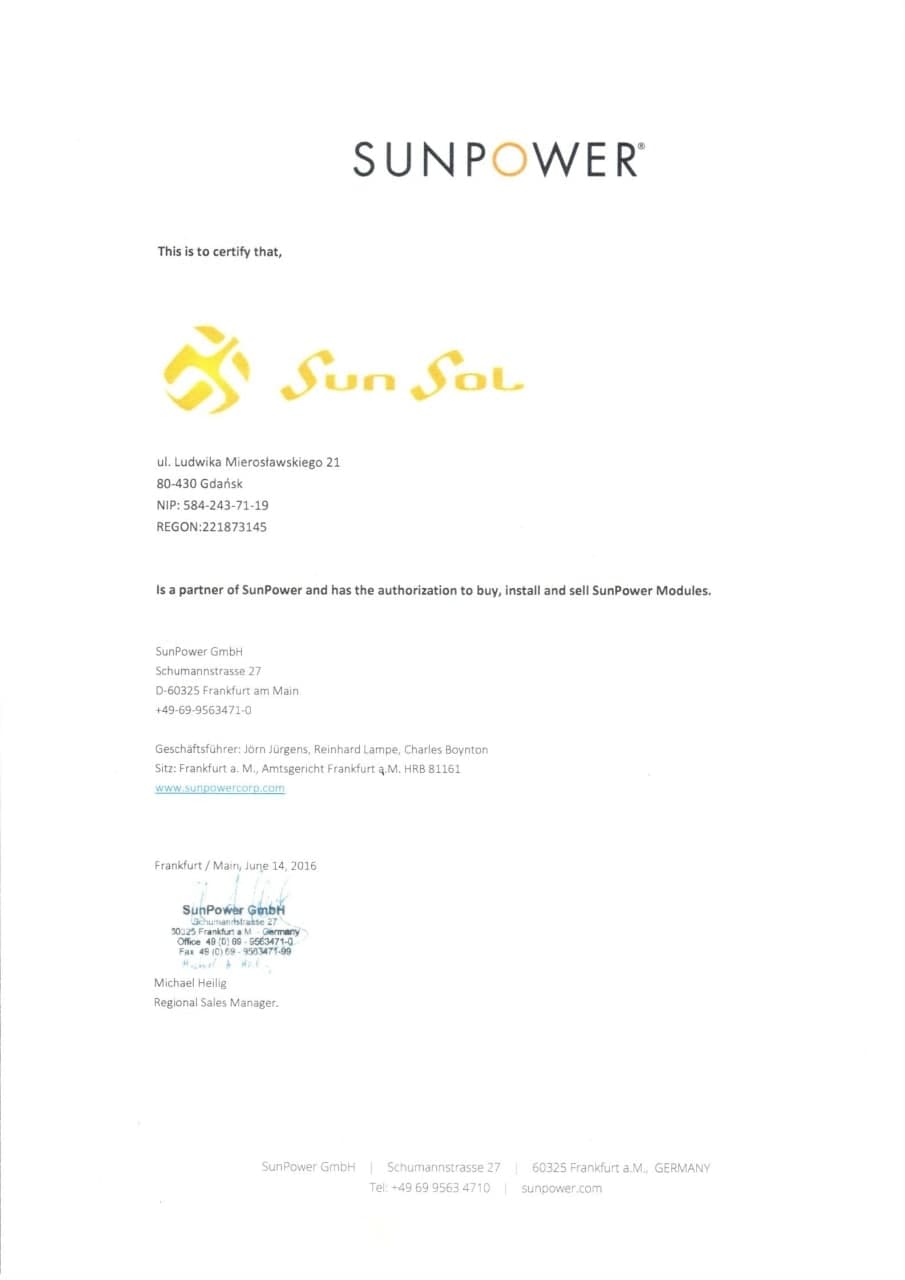 SUNPOWER®
This is to certify that,
Sun Sol
ul. Ludwika Mierosławskiego 21
80-430 Gdańsk
NIP: 584-243-71-19
REGON:221873145
Is a partner of SunPower and has the authorization to buy, install and sell SunPower Modules.
SunPower GmbH
Schumannstrasse 27
D-60325 Frankfurt am Main
+49-69-9563471-0
Geschäftsführer: Jörn Jürgens, Reinhard Lampe, Charles Boynton
Sitz: Frankfurt a. M., Amtsgericht Frankfurt a.M. HRB 81161
www.sunpowercorp.com
Frankfurt / Main, June 14, 2016
SunPower GmbH
Schumannstrasse 27
60325 Frankfurt a M - Germany
Office 49 (0) 69 - 9563471-0
Fax 49 (0) 69 - 9563471-99
Michael Heilig
Regional Sales Manager.
SunPower GmbH | Schumannstrasse 27 | 60325 Frankfurt a.M., GERMANY
Tel: +49 69 9563 4710 | sunpower.com